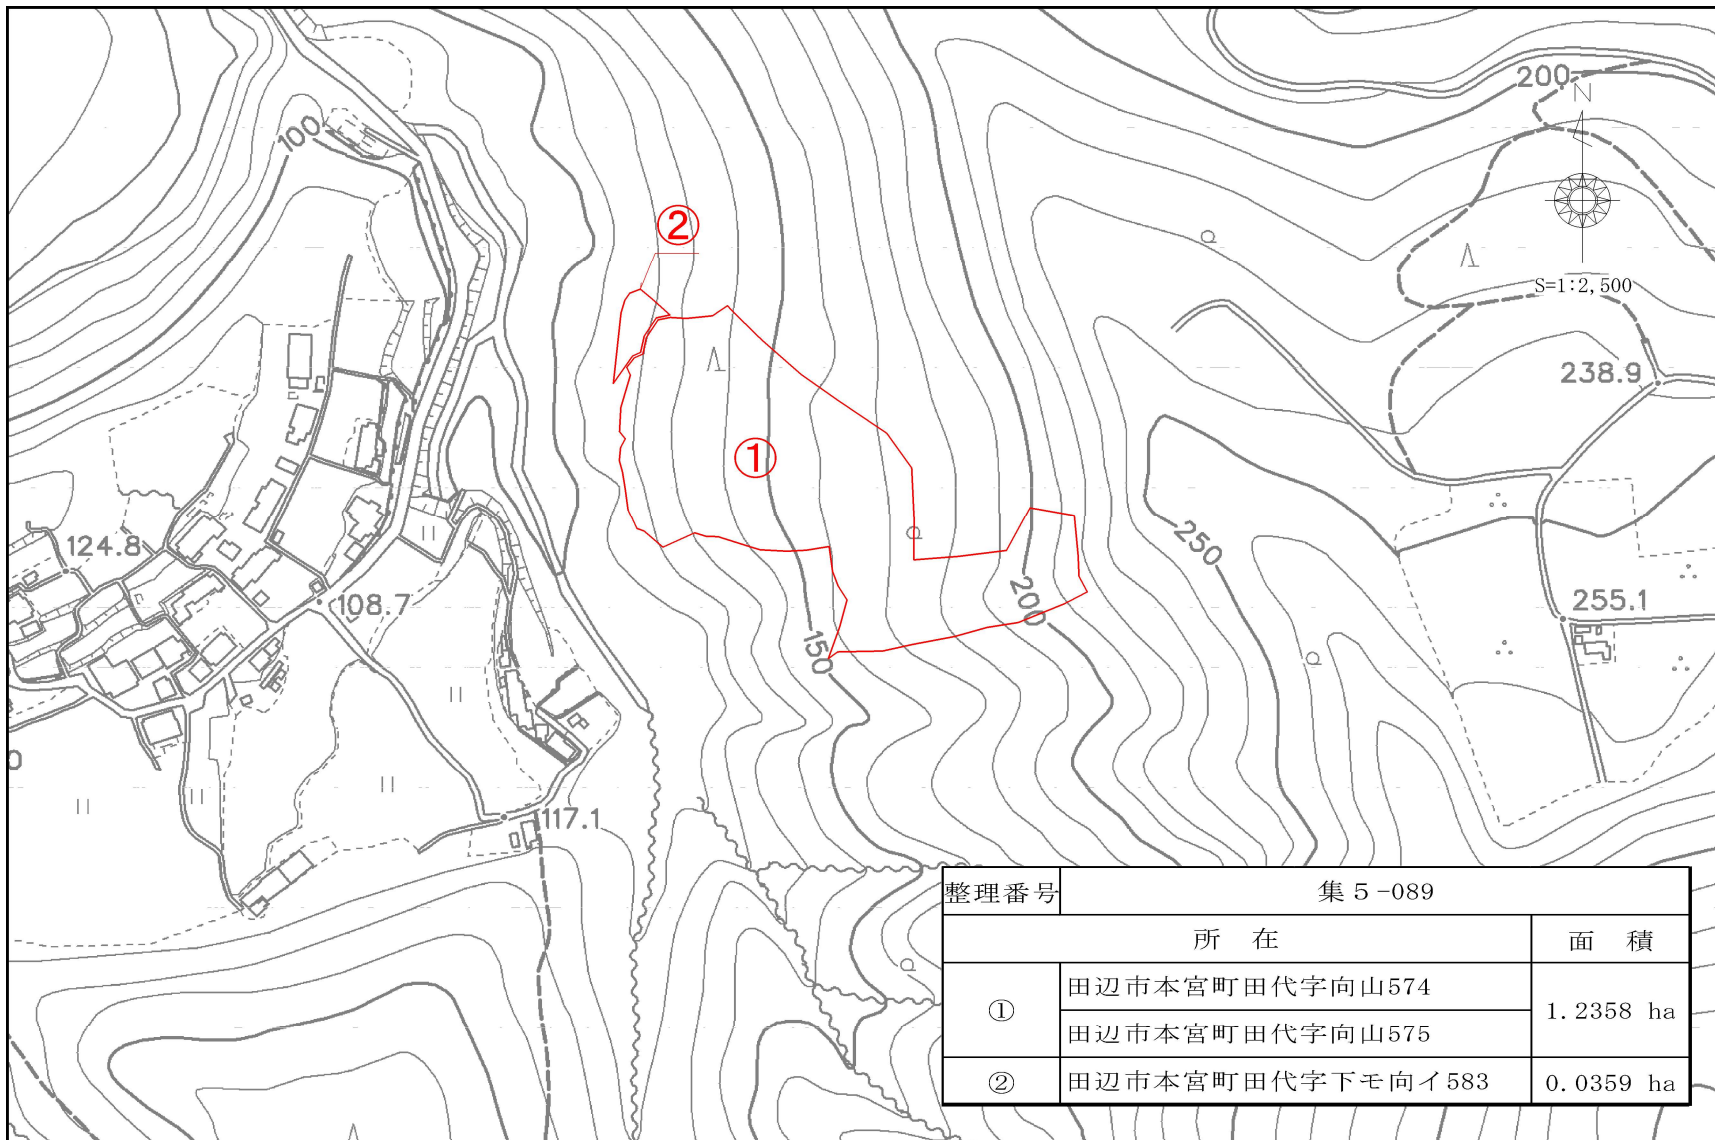 200
N
100
②
S=1:2,500
238.9
①
250
124.8
108.7
200
255.1
150
0
117.1
整理番号 集５-089
所 在 面 積
① 田辺市本宮町田代字向山574 1.2358 ha
田辺市本宮町田代字向山575
② 田辺市本宮町田代字下モ向イ583 0.0359 ha